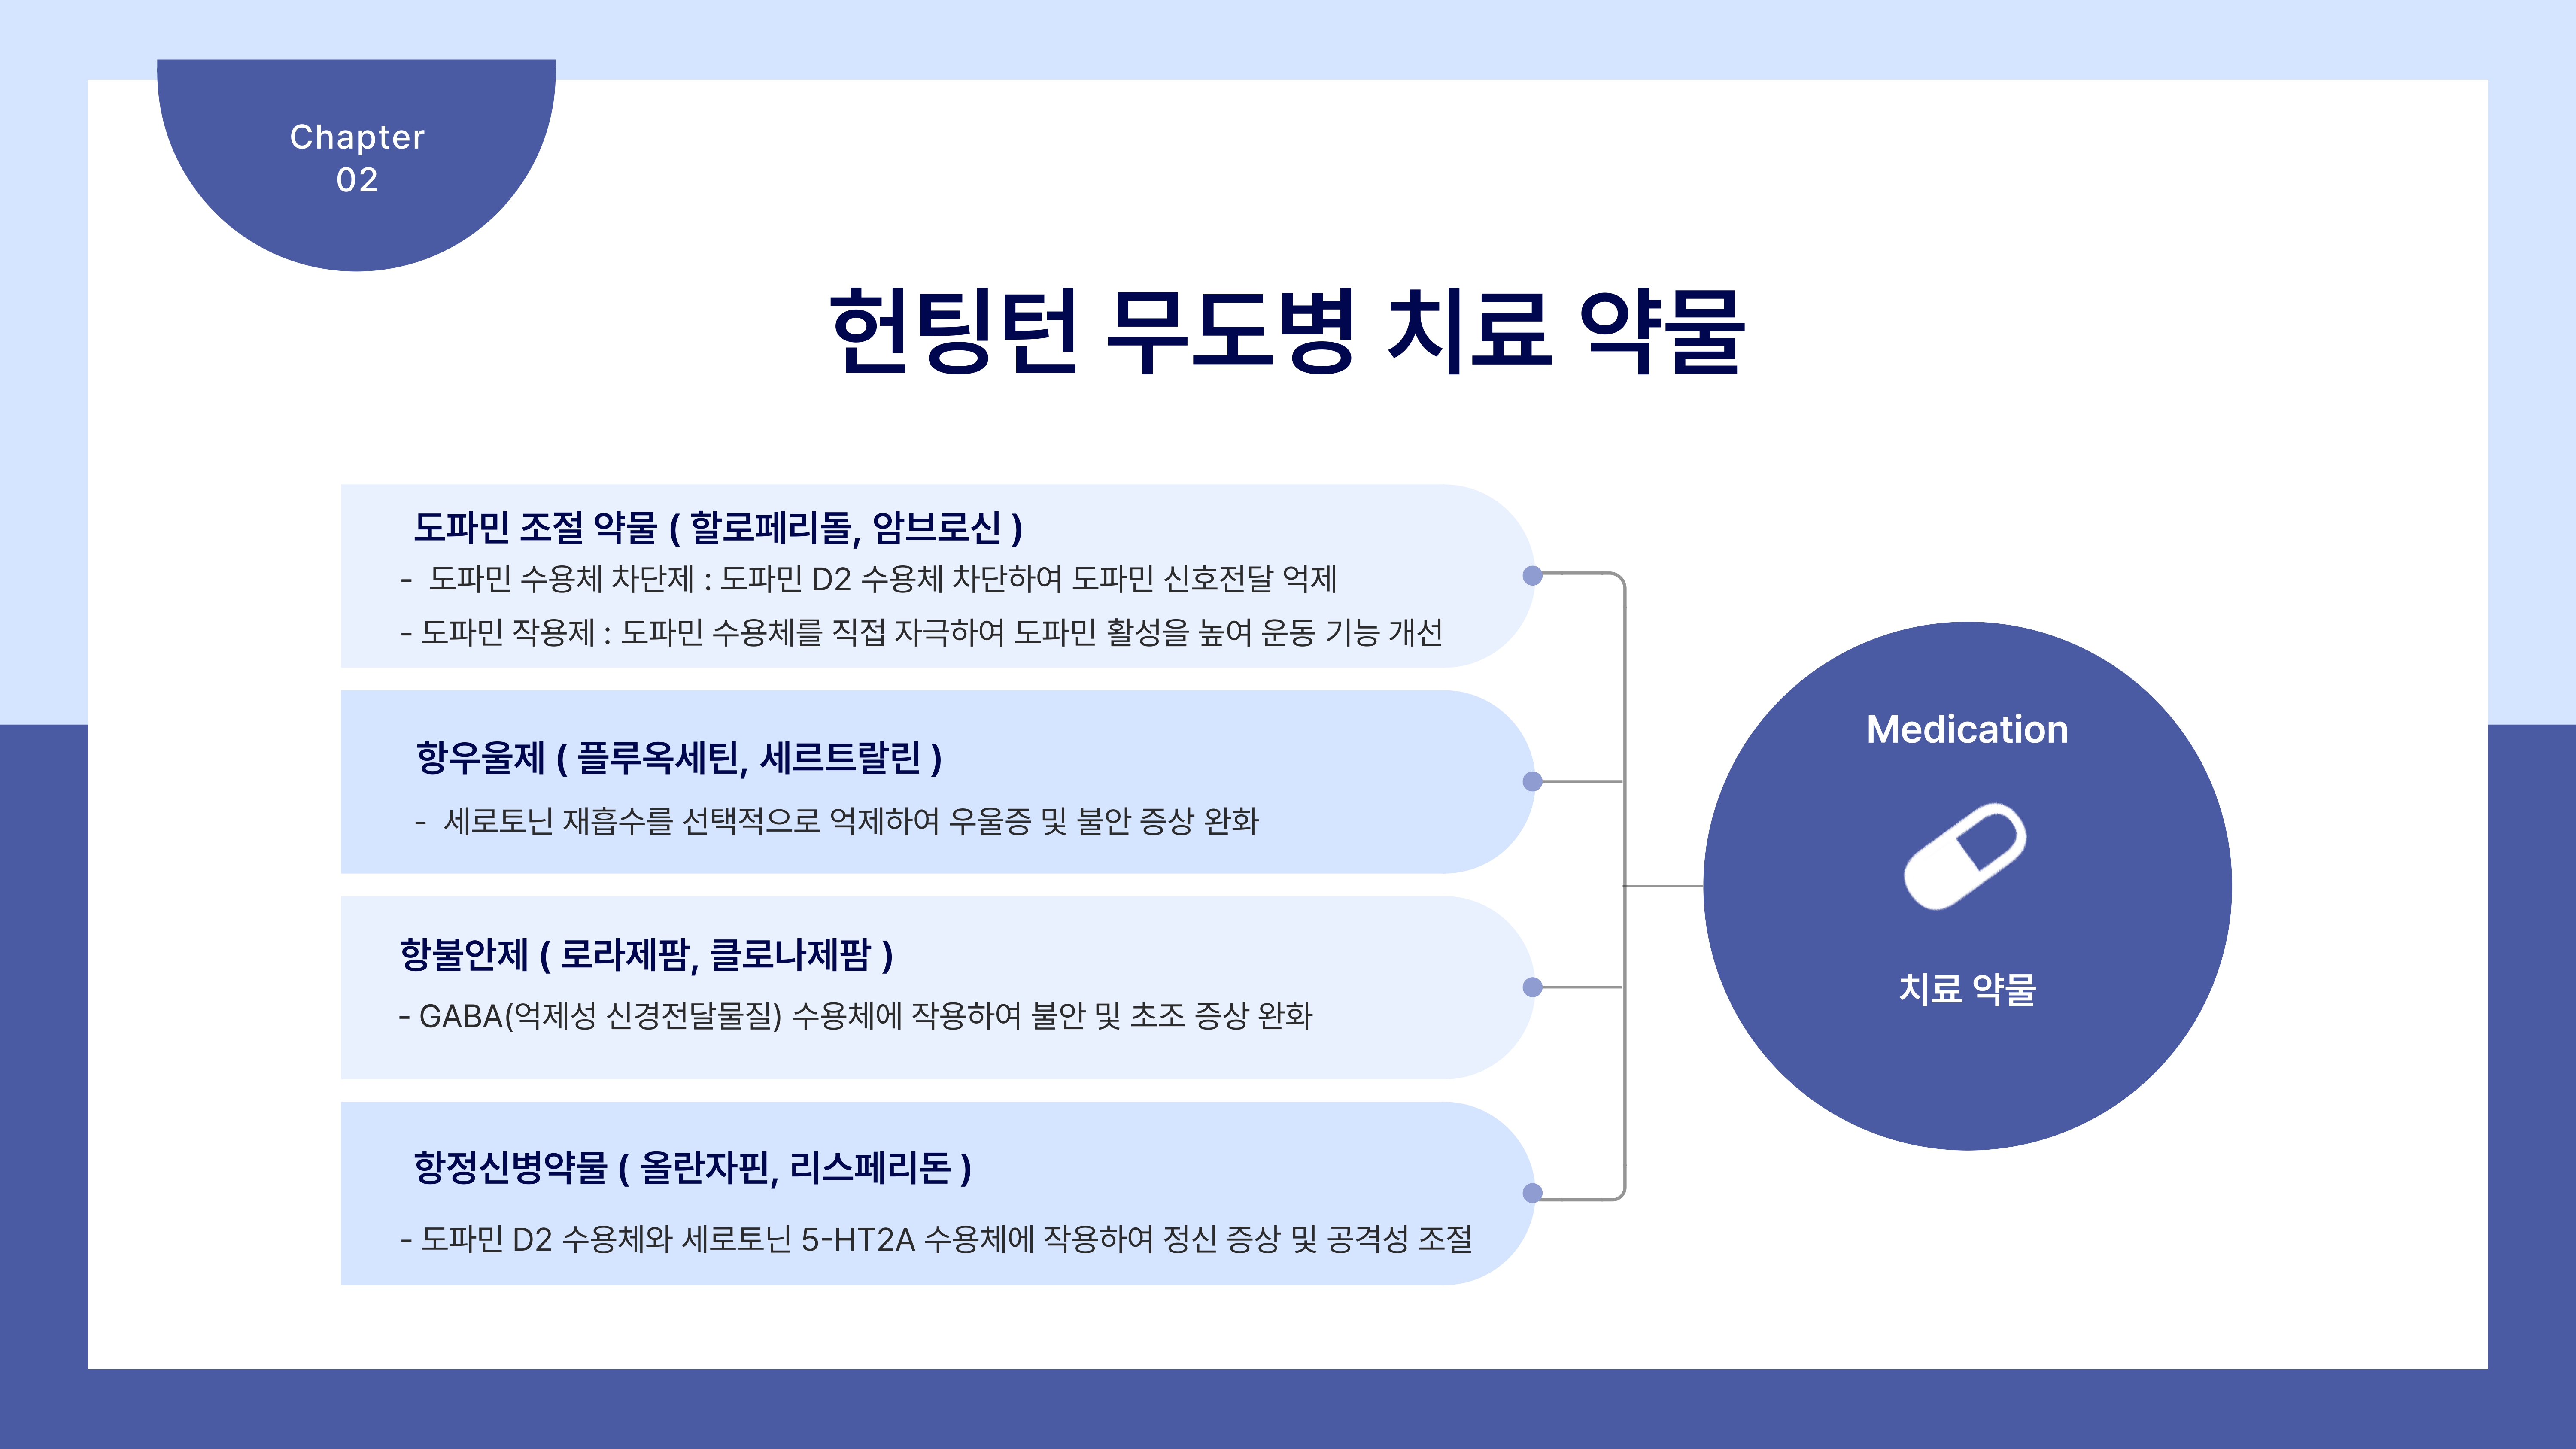 Chapter
02
헌팅턴 무도병 치료 약물
도파민 조절 약물 ( 할로페리돌, 암브로신 )
- 도파민 수용체 차단제 : 도파민 D2 수용체 차단하여 도파민 신호전달 억제
- 도파민 작용제 : 도파민 수용체를 직접 자극하여 도파민 활성을 높여 운동 기능 개선
항우울제 ( 플루옥세틴, 세르트랄린 )
- 세로토닌 재흡수를 선택적으로 억제하여 우울증 및 불안 증상 완화
항불안제 ( 로라제팜, 클로나제팜 )
- GABA(억제성 신경전달물질) 수용체에 작용하여 불안 및 초조 증상 완화
항정신병약물 ( 올란자핀, 리스페리돈 )
- 도파민 D2 수용체와 세로토닌 5-HT2A 수용체에 작용하여 정신 증상 및 공격성 조절
Medication
치료 약물